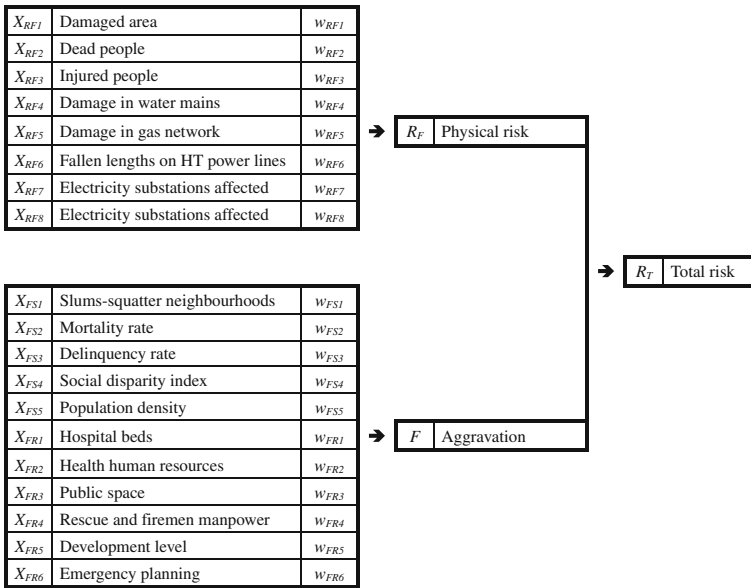 X_RF1 Damaged area w_RF1
X_RF2 Dead people w_RF2
X_RF3 Injured people w_RF3
X_RF4 Damage in water mains w_RF4
X_RF5 Damage in gas network w_RF5
X_RF6 Fallen lengths on HT power lines w_RF6
X_RF7 Electricity substations affected w_RF7
X_RF8 Electricity substations affected w_RF8
➔ R_F Physical risk
X_FS1 Slums-squatter neighbourhoods w_FS1
X_FS2 Mortality rate w_FS2
X_FS3 Delinquency rate w_FS3
X_FS4 Social disparity index w_FS4
X_FS5 Population density w_FS5
X_FR1 Hospital beds w_FR1
X_FR2 Health human resources w_FR2
X_FR3 Public space w_FR3
X_FR4 Rescue and firemen manpower w_FR4
X_FR5 Development level w_FR5
X_FR6 Emergency planning w_FR6
➔ F Aggravation
➔ R_T Total risk